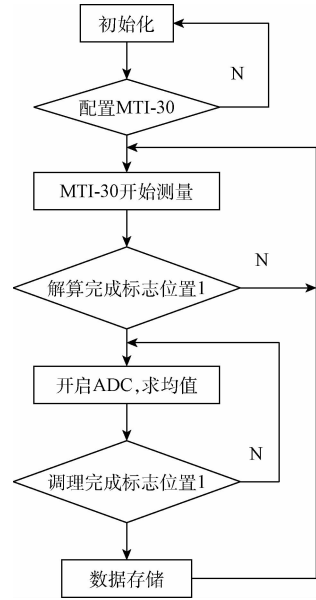 初始化
N
配置MTI-30
MTI-30开始测量
N
解算完成标志位置1
开启ADC,求均值
N
调理完成标志位置1
数据存储